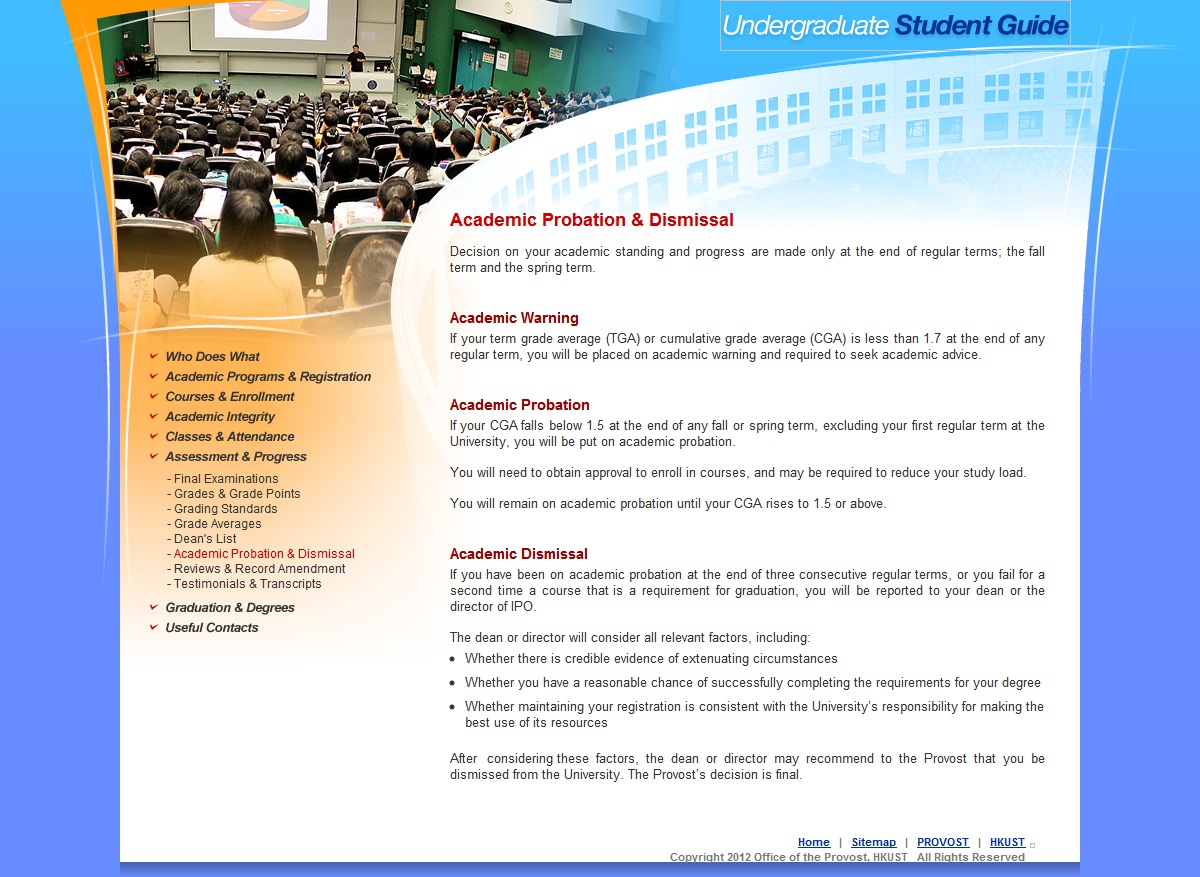 Undergraduate Student Guide
Academic Probation & Dismissal
Decision on your academic standing and progress are made only at the end of regular terms; the fall
term and the spring term.
Academic Warning
If your term grade average (TGA) or cumulative grade average (CGA) is less than 1.7 at the end of any
regular term, you will be placed on academic warning and required to seek academic advice.
Academic Probation
If your CGA falls below 1.5 at the end of any fall or spring term, excluding your first regular term at the
University, you will be put on academic probation.
You will need to obtain approval to enroll in courses, and may be required to reduce your study load.
You will remain on academic probation until your CGA rises to 1.5 or above.
Academic Dismissal
If you have been on academic probation at the end of three consecutive regular terms, or you fail for a
second time a course that is a requirement for graduation, you will be reported to your dean or the
director of IPO.
The dean or director will consider all relevant factors, including:
• Whether there is credible evidence of extenuating circumstances
• Whether you have a reasonable chance of successfully completing the requirements for your degree
• Whether maintaining your registration is consistent with the University's responsibility for making the
best use of its resources
After considering these factors, the dean or director may recommend to the Provost that you be
dismissed from the University. The Provost's decision is final.
Who Does What
Academic Programs & Registration
Courses & Enrollment
Academic Integrity
Classes & Attendance
Assessment & Progress
- Final Examinations
- Grades & Grade Points
- Grading Standards
- Grade Averages
- Dean's List
- Academic Probation & Dismissal
- Reviews & Record Amendment
- Testimonials & Transcripts
Graduation & Degrees
Useful Contacts
Home | Sitemap | PROVOST | HKUST
Copyright 2012 Office of the Provost, HKUST All Rights Reserved